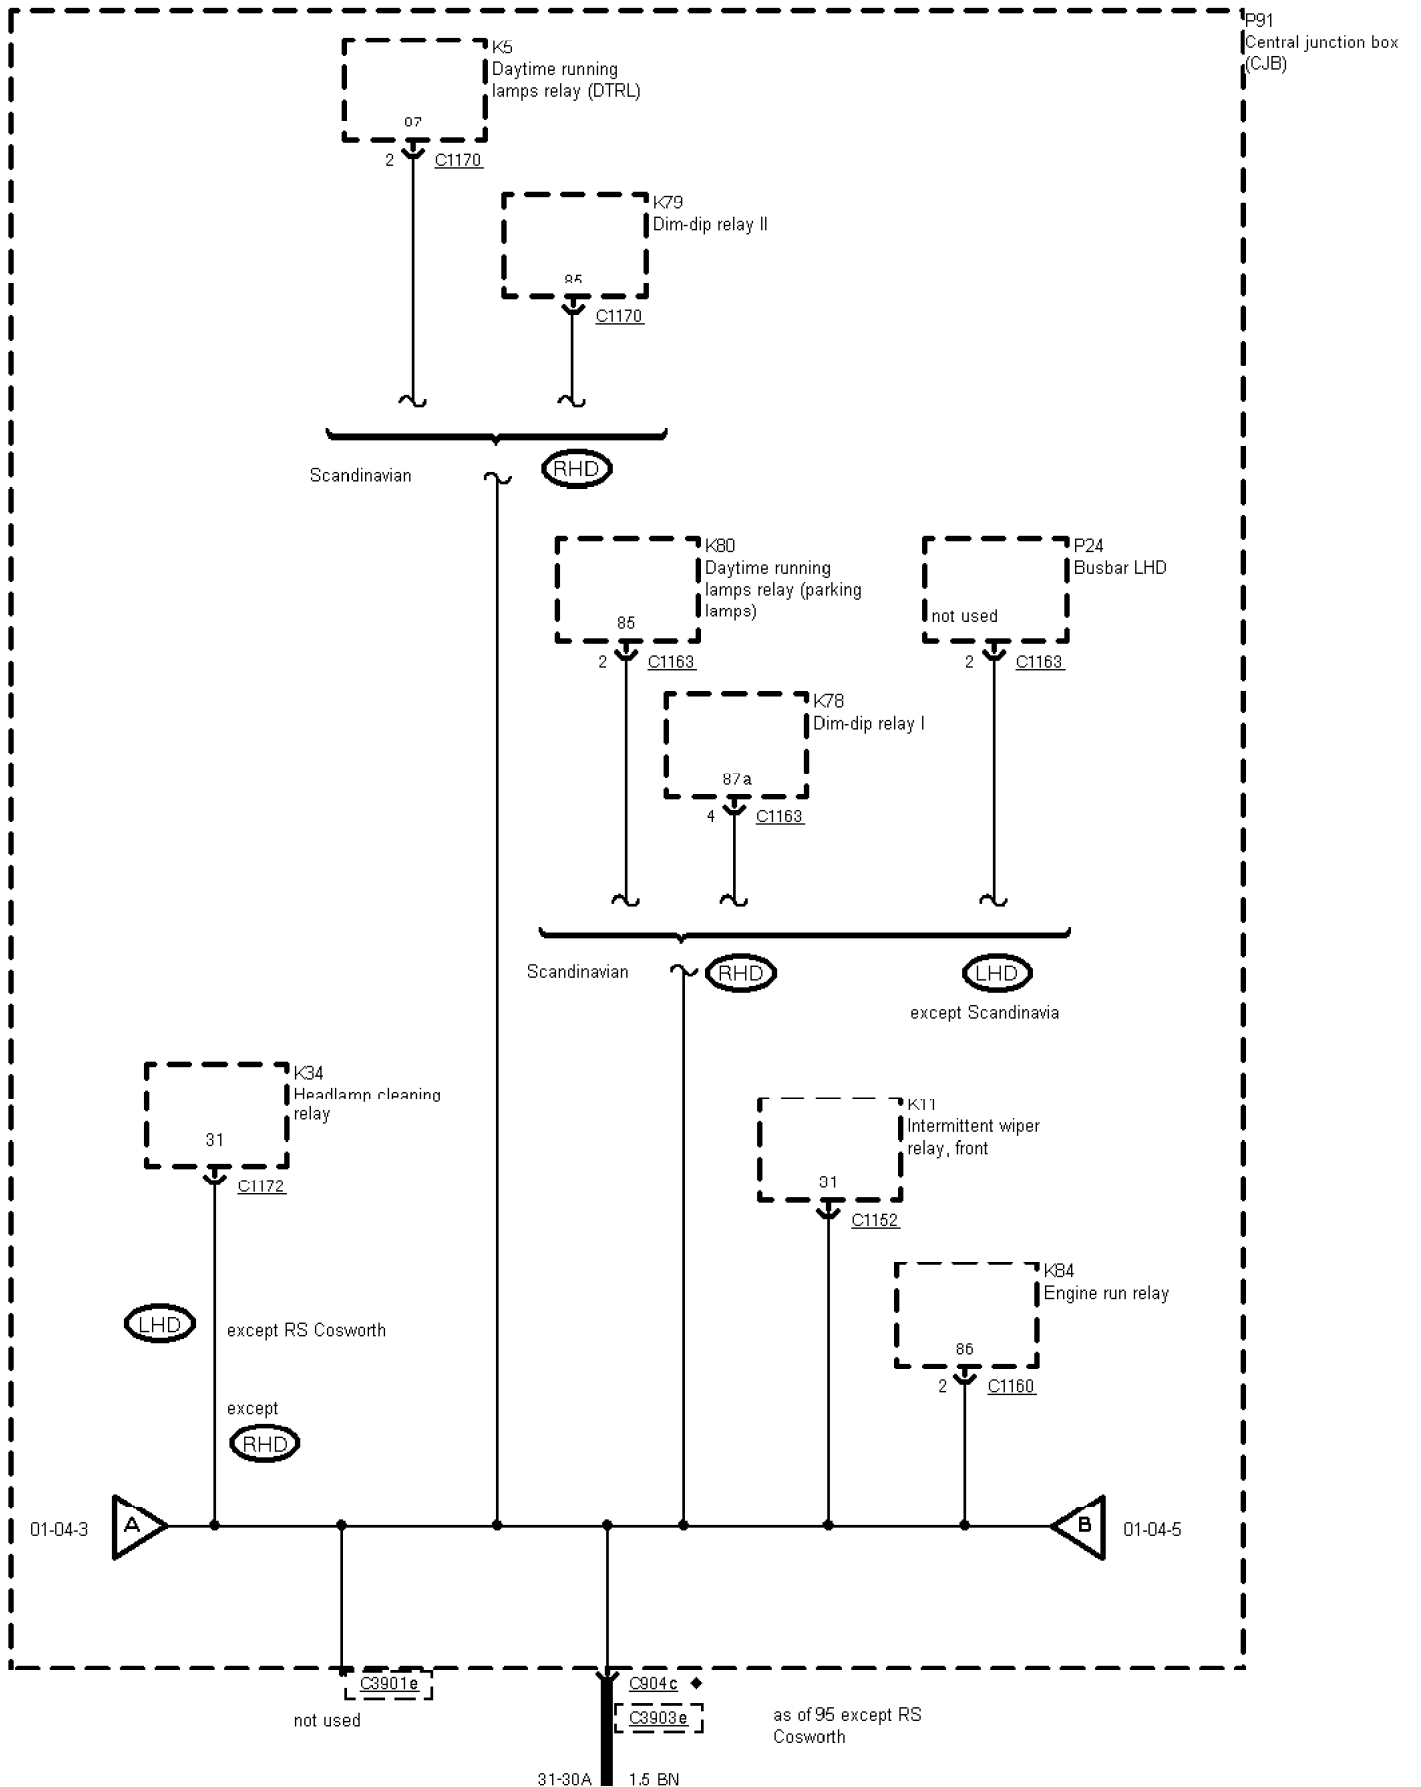 P91
Central junction box
(CJB)
K5
Daytime running
lamps relay (DTRL)
2
C1170
K79
Dim-dip relay II
85
C1170
Scandinavian
RHD
K80
Daytime running
lamps relay (parking
lamps)
85
2
C1163
P24
Busbar LHD
not used
2
C1163
K78
Dim-dip relay I
87a
4
C1163
Scandinavian
RHD
LHD
except Scandinavia
K34
Headlamp cleaning
relay
31
C1172
K11
Intermittent wiper
relay, front
31
C1152
K84
Engine run relay
86
2
C1160
LHD
except RS Cosworth
except
RHD
01-04-3
A
B
01-04-5
C3901e
not used
C904c
C3903e
as of 95 except RS
Cosworth
31-30A
1.5 BN